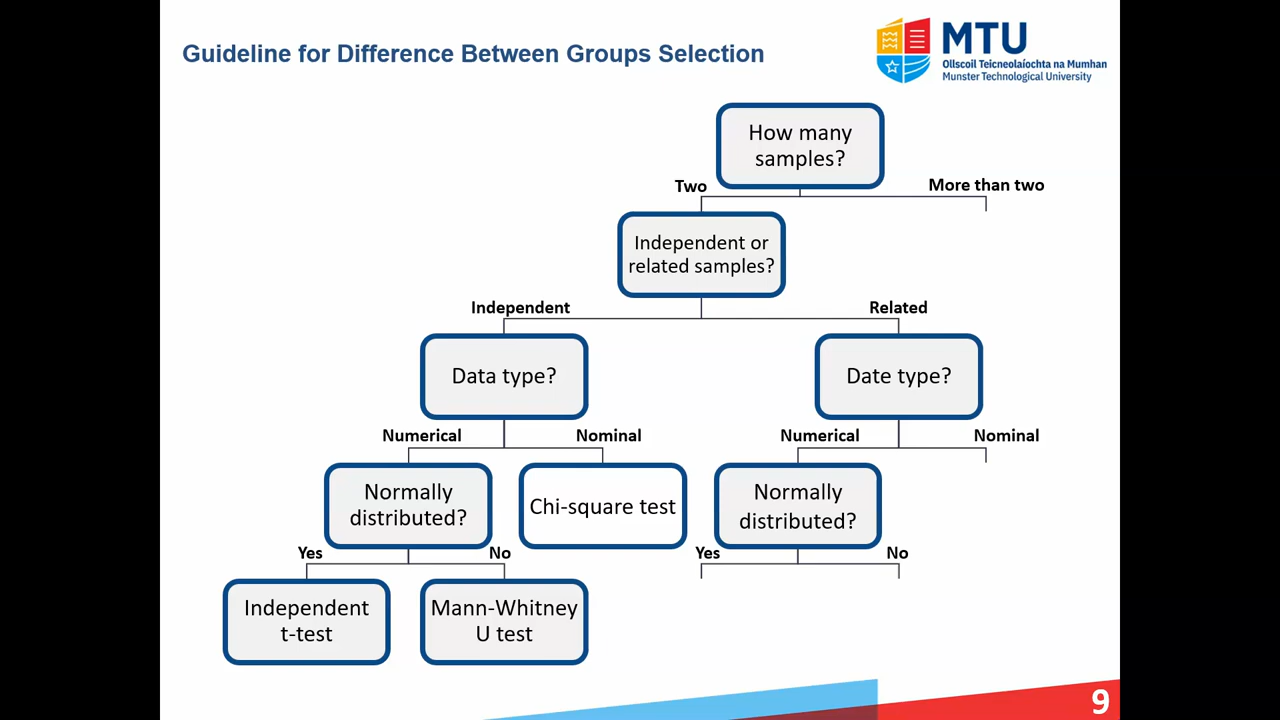 Guideline for Difference Between Groups Selection
MTU
Ollscoil Teicneolaíochta na Mumhan
Munster Technological University
How many
samples?
Two
More than two
Independent or
related samples?
Independent
Related
Data type?
Date type?
Numerical
Nominal
Numerical
Nominal
Normally
distributed?
Chi-square test
Normally
distributed?
Yes
No
Yes
No
Independent
t-test
Mann-Whitney
U test
9